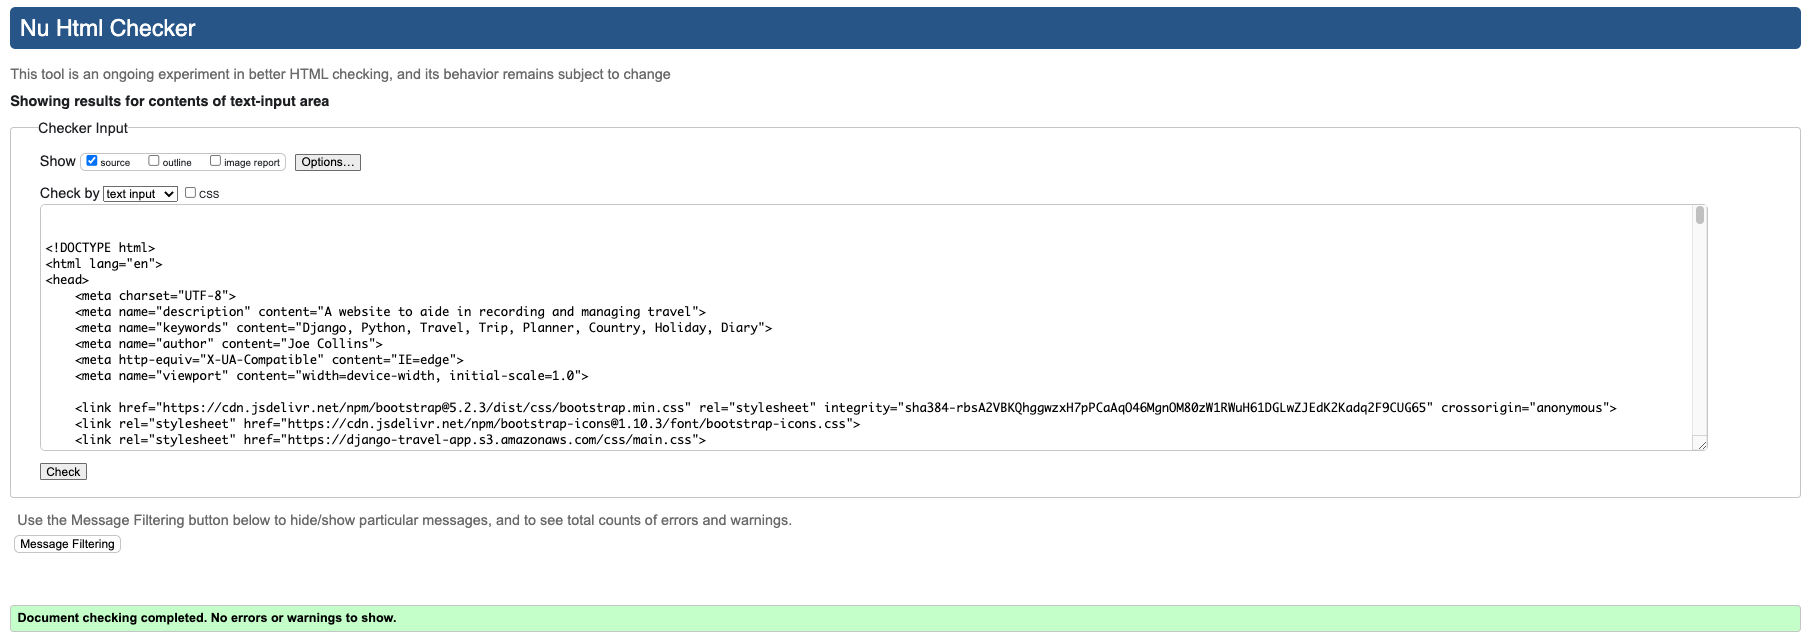 Nu Html Checker
This tool is an ongoing experiment in better HTML checking, and its behavior remains subject to change
Showing results for contents of text-input area
Checker Input
Show source outline image report Options...
Check by text input CSS
<!DOCTYPE html>
<html lang="en">
<head>
<meta charset="UTF-8">
<meta name="description" content="A website to aide in recording and managing travel">
<meta name="keywords" content="Django, Python, Travel, Trip, Planner, Country, Holiday, Diary">
<meta name="author" content="Joe Collins">
<meta http-equiv="X-UA-Compatible" content="IE=edge">
<meta name="viewport" content="width=device-width, initial-scale=1.0">
<link href="https://cdn.jsdelivr.net/npm/bootstrap@5.2.3/dist/css/bootstrap.min.css" rel="stylesheet" integrity="sha384-rbsA2VBKQhggwzxH7pPCaAqO46MgnOM80zW1RWuH61DGLwZJEdK2Kadq2F9CUG65" crossorigin="anonymous">
<link rel="stylesheet" href="https://cdn.jsdelivr.net/npm/bootstrap-icons@1.10.3/font/bootstrap-icons.css">
<link rel="stylesheet" href="https://django-travel-app.s3.amazonaws.com/css/main.css">
Check
Use the Message Filtering button below to hide/show particular messages, and to see total counts of errors and warnings.
Message Filtering
Document checking completed. No errors or warnings to show.